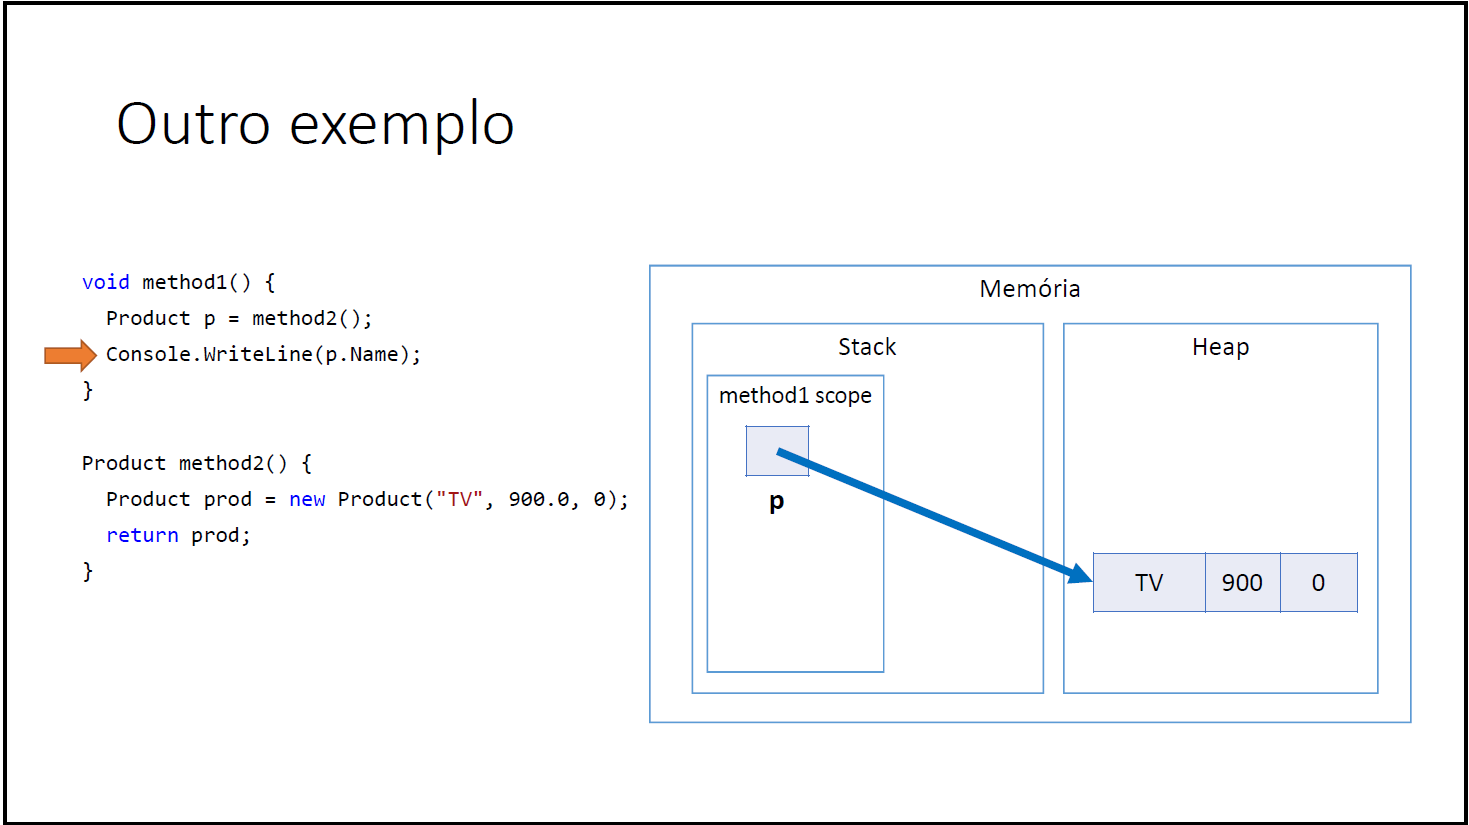 Outro exemplo
void method1() {
Product p = method2();
Console.WriteLine(p.Name);
}
Product method2() {
Product prod = new Product("TV", 900.0, 0);
return prod;
}
Memória
Stack
Heap
method1 scope
p
TV 900 0